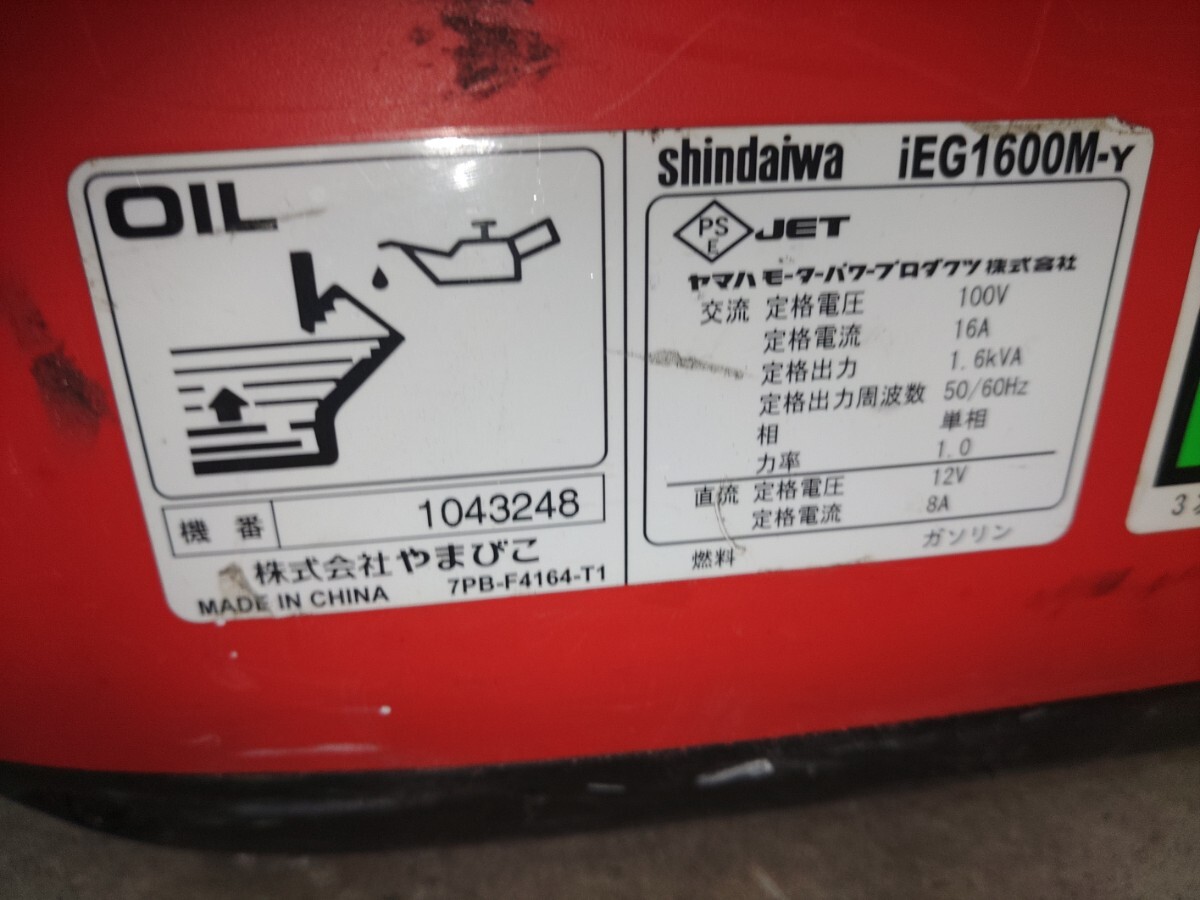 OIL
機番 1043248
株式会社やまびこ
MADE IN CHINA 7PB-F4164-T1
shindaiwa iEG1600M-Y
PS E JET
ヤマハモーターパワープロダクツ株式会社
交流 定格電圧 100V
定格電流 16A
定格出力 1.6kVA
定格出力周波数 50/60Hz
相 単相
力率 1.0
直流 定格電圧 12V
定格電流 8A
燃料 ガソリン
3